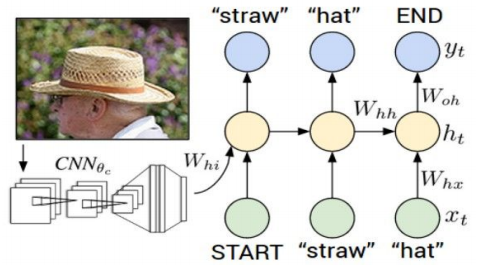 “straw” “hat” END
y_t
W_hh W_oh
h_t
CNN_θc W_hi
W_hx
x_t
START “straw” “hat”